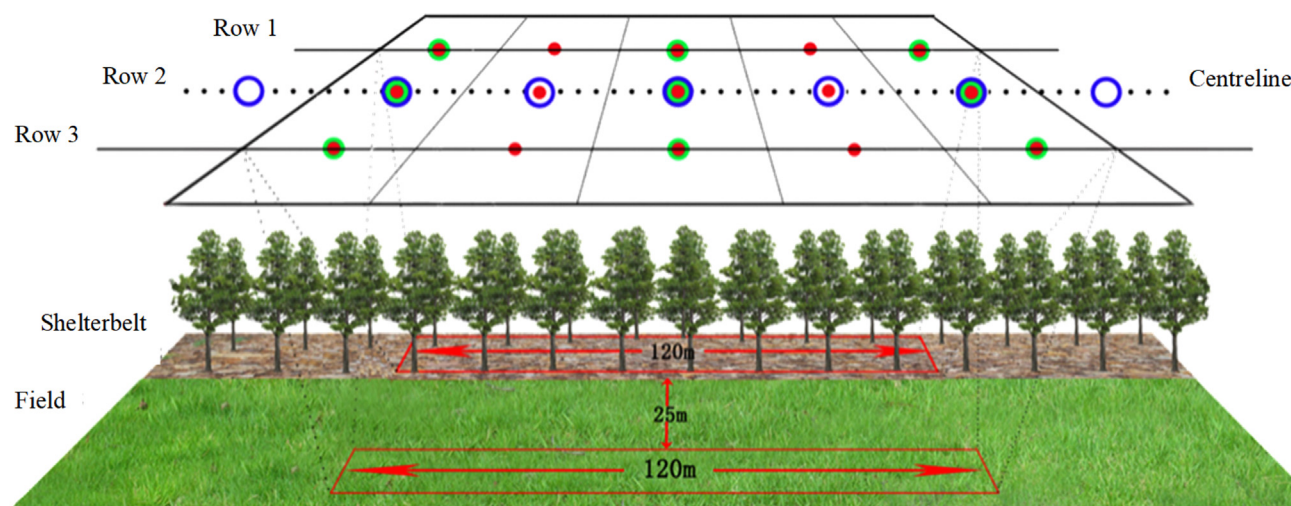 Row 1
Row 2
Centreline
Row 3
Shelterbelt
120m
Field
25m
120m